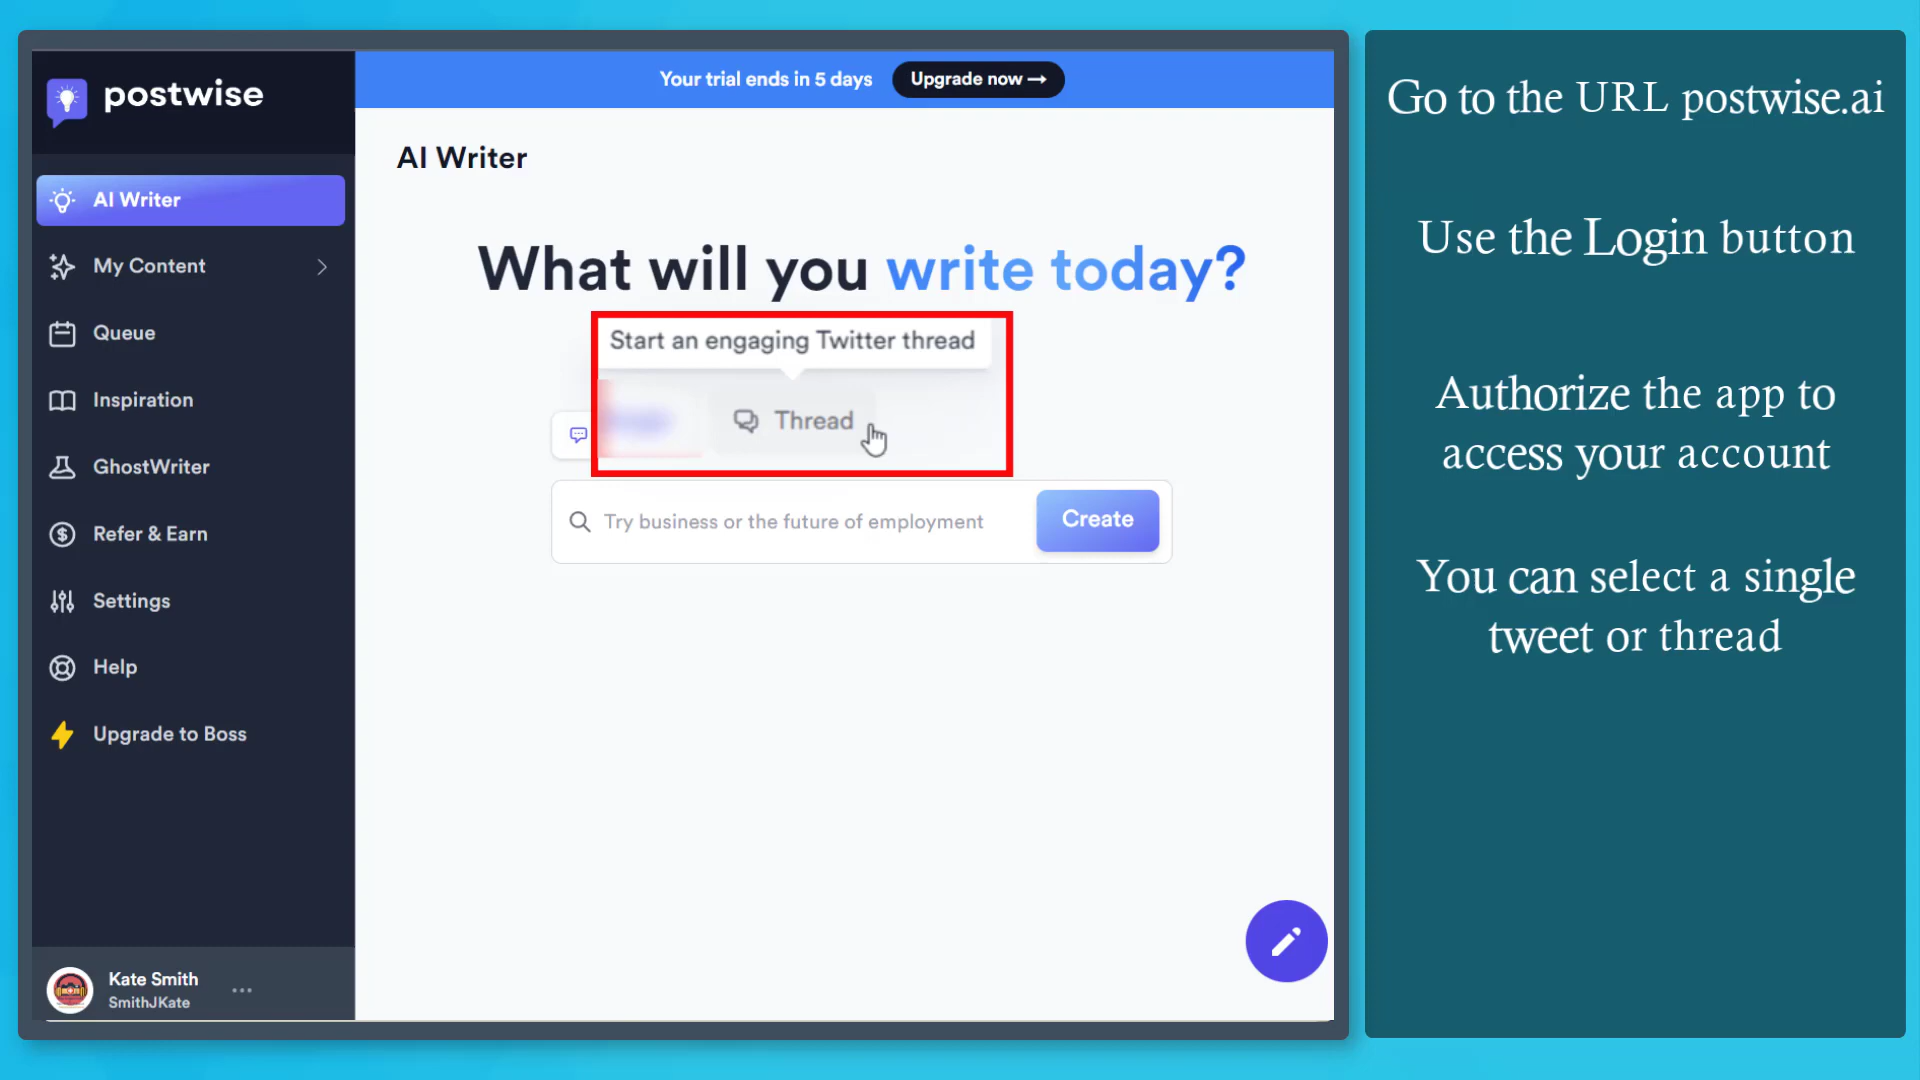 postwise
Your trial ends in 5 days
Upgrade now →
AI Writer
AI Writer
My Content
Queue
Inspiration
GhostWriter
Refer & Earn
Settings
Help
Upgrade to Boss
Kate Smith
SmithJKate
...
What will you write today?
Start an engaging Twitter thread
Thread
Try business or the future of employment
Create
Go to the URL postwise.ai
Use the Login button
Authorize the app to
access your account
You can select a single
tweet or thread